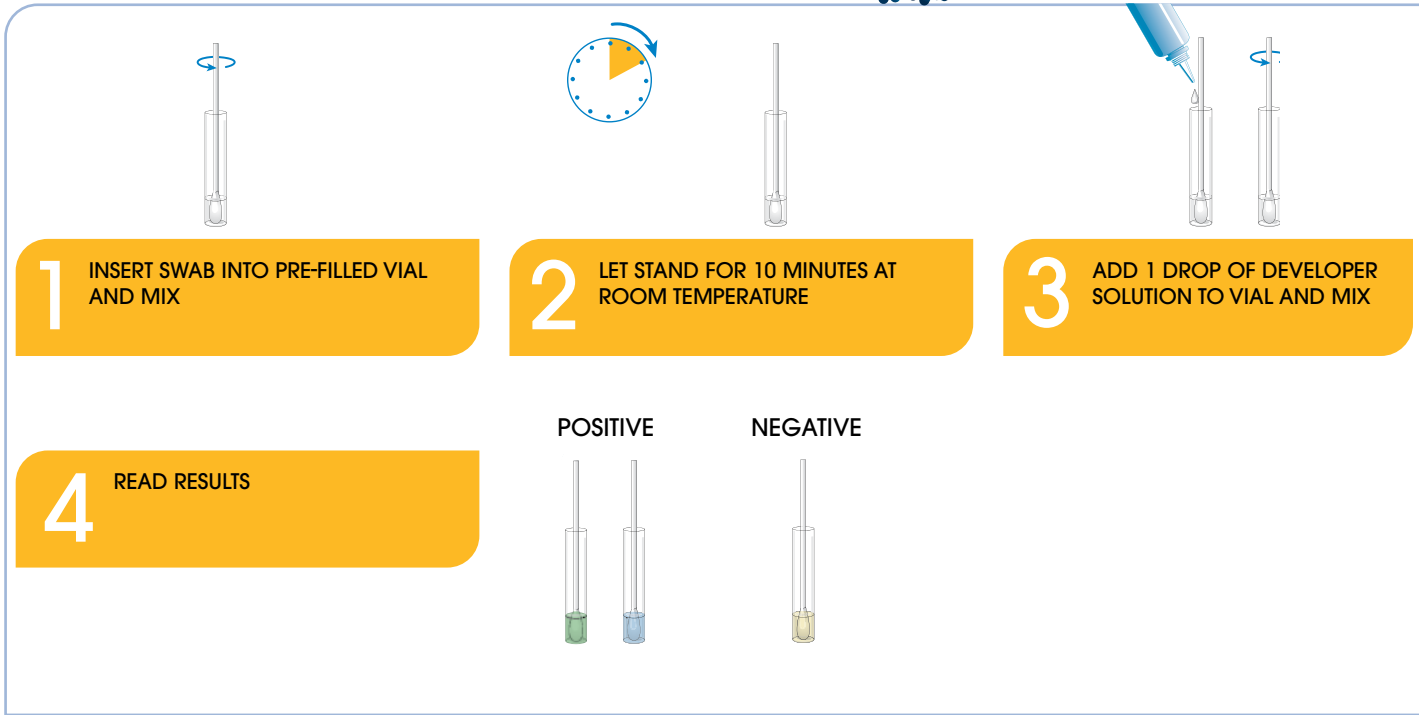 1
INSERT SWAB INTO PRE-FILLED VIAL
AND MIX
2
LET STAND FOR 10 MINUTES AT
ROOM TEMPERATURE
3
ADD 1 DROP OF DEVELOPER
SOLUTION TO VIAL AND MIX
4
READ RESULTS
POSITIVE
NEGATIVE